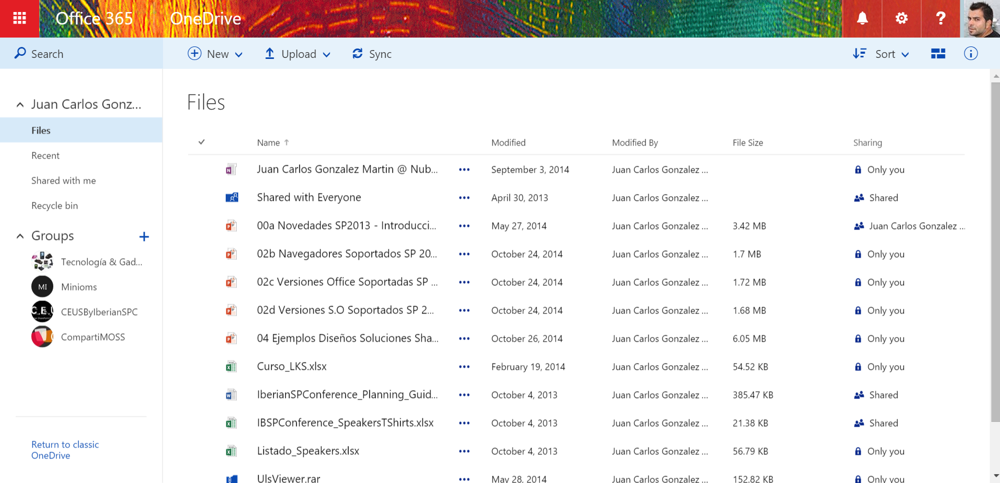 Office 365 OneDrive ?
Search New Upload Sync Sort
Juan Carlos Gonz...
Files
Recent
Shared with me
Recycle bin
Groups +
Tecnología & Gad...
MI Minioms
C.E.U CEUSByIberianSPC
CompartiMOSS
Return to classic
OneDrive
Files
Name Modified Modified By File Size Sharing
Juan Carlos Gonzalez Martin @ Nub... ••• September 3, 2014 Juan Carlos Gonzalez ... Only you
Shared with Everyone ••• April 30, 2013 Juan Carlos Gonzalez ... Shared
00a Novedades SP2013 - Introducci... ••• May 27, 2014 Juan Carlos Gonzalez ... 3.42 MB Juan Carlos Gonzalez ...
02b Navegadores Soportados SP 20... ••• October 24, 2014 Juan Carlos Gonzalez ... 1.7 MB Only you
02c Versiones Office Soportadas SP ... ••• October 24, 2014 Juan Carlos Gonzalez ... 1.72 MB Only you
02d Versiones S.O Soportados SP 2... ••• October 24, 2014 Juan Carlos Gonzalez ... 1.68 MB Only you
04 Ejemplos Diseños Soluciones Sha... ••• October 26, 2014 Juan Carlos Gonzalez ... 6.05 MB Only you
Curso_LKS.xlsx ••• February 19, 2014 Juan Carlos Gonzalez ... 54.52 KB Only you
IberianSPConference_Planning_Guid... ••• October 4, 2013 Juan Carlos Gonzalez ... 385.47 KB Shared
IBSPConference_SpeakersTShirts.xlsx ••• October 4, 2013 Juan Carlos Gonzalez ... 21.38 KB Shared
Listado_Speakers.xlsx ••• October 4, 2013 Juan Carlos Gonzalez ... 56.79 KB Only you
UlsViewer.rar ••• May 28, 2014 Juan Carlos Gonzalez ... 152.82 KB Only you